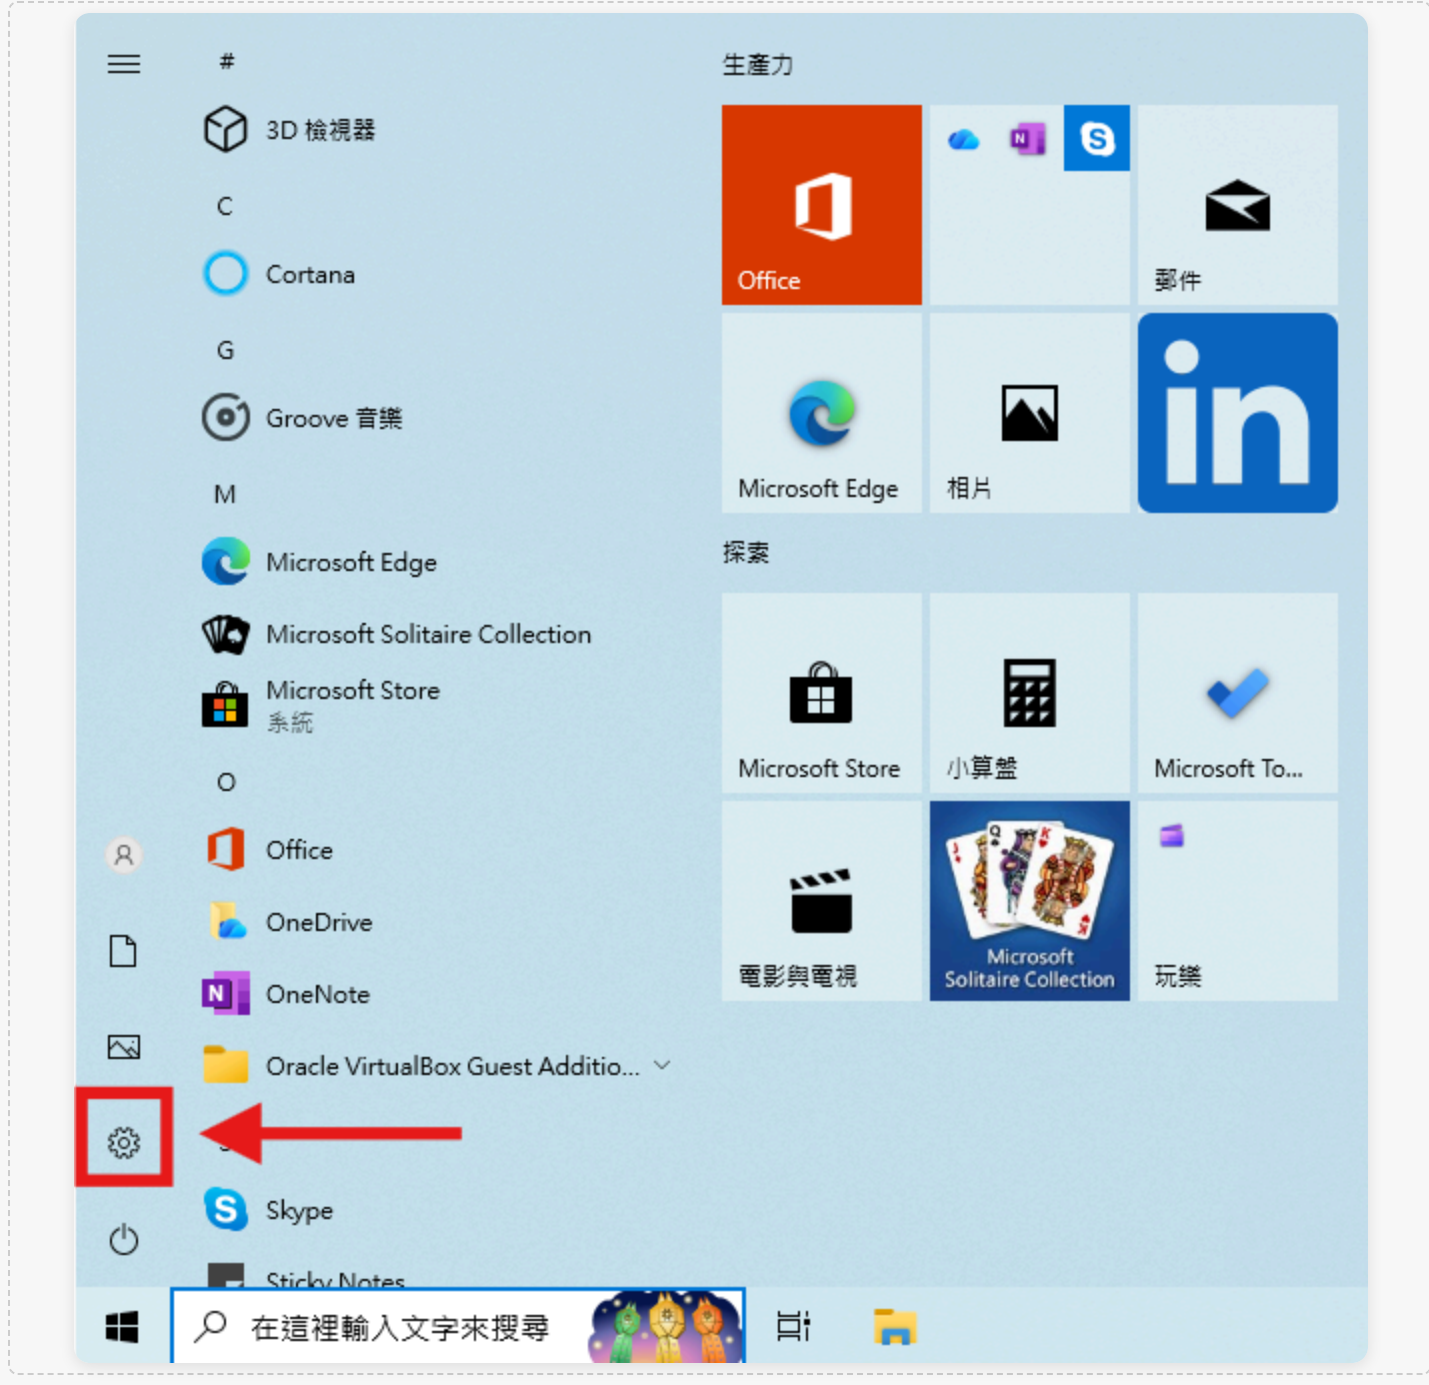 #
3D 檢視器
C
Cortana
G
Groove 音樂
M
Microsoft Edge
Microsoft Solitaire Collection
Microsoft Store
系統
O
Office
OneDrive
OneNote
Oracle VirtualBox Guest Additio...
Skype
Sticky Notes
生產力
Office
郵件
Microsoft Edge
相片
in
探索
Microsoft Store
小算盤
Microsoft To...
電影與電視
Microsoft
Solitaire Collection
玩樂
在這裡輸入文字來搜尋